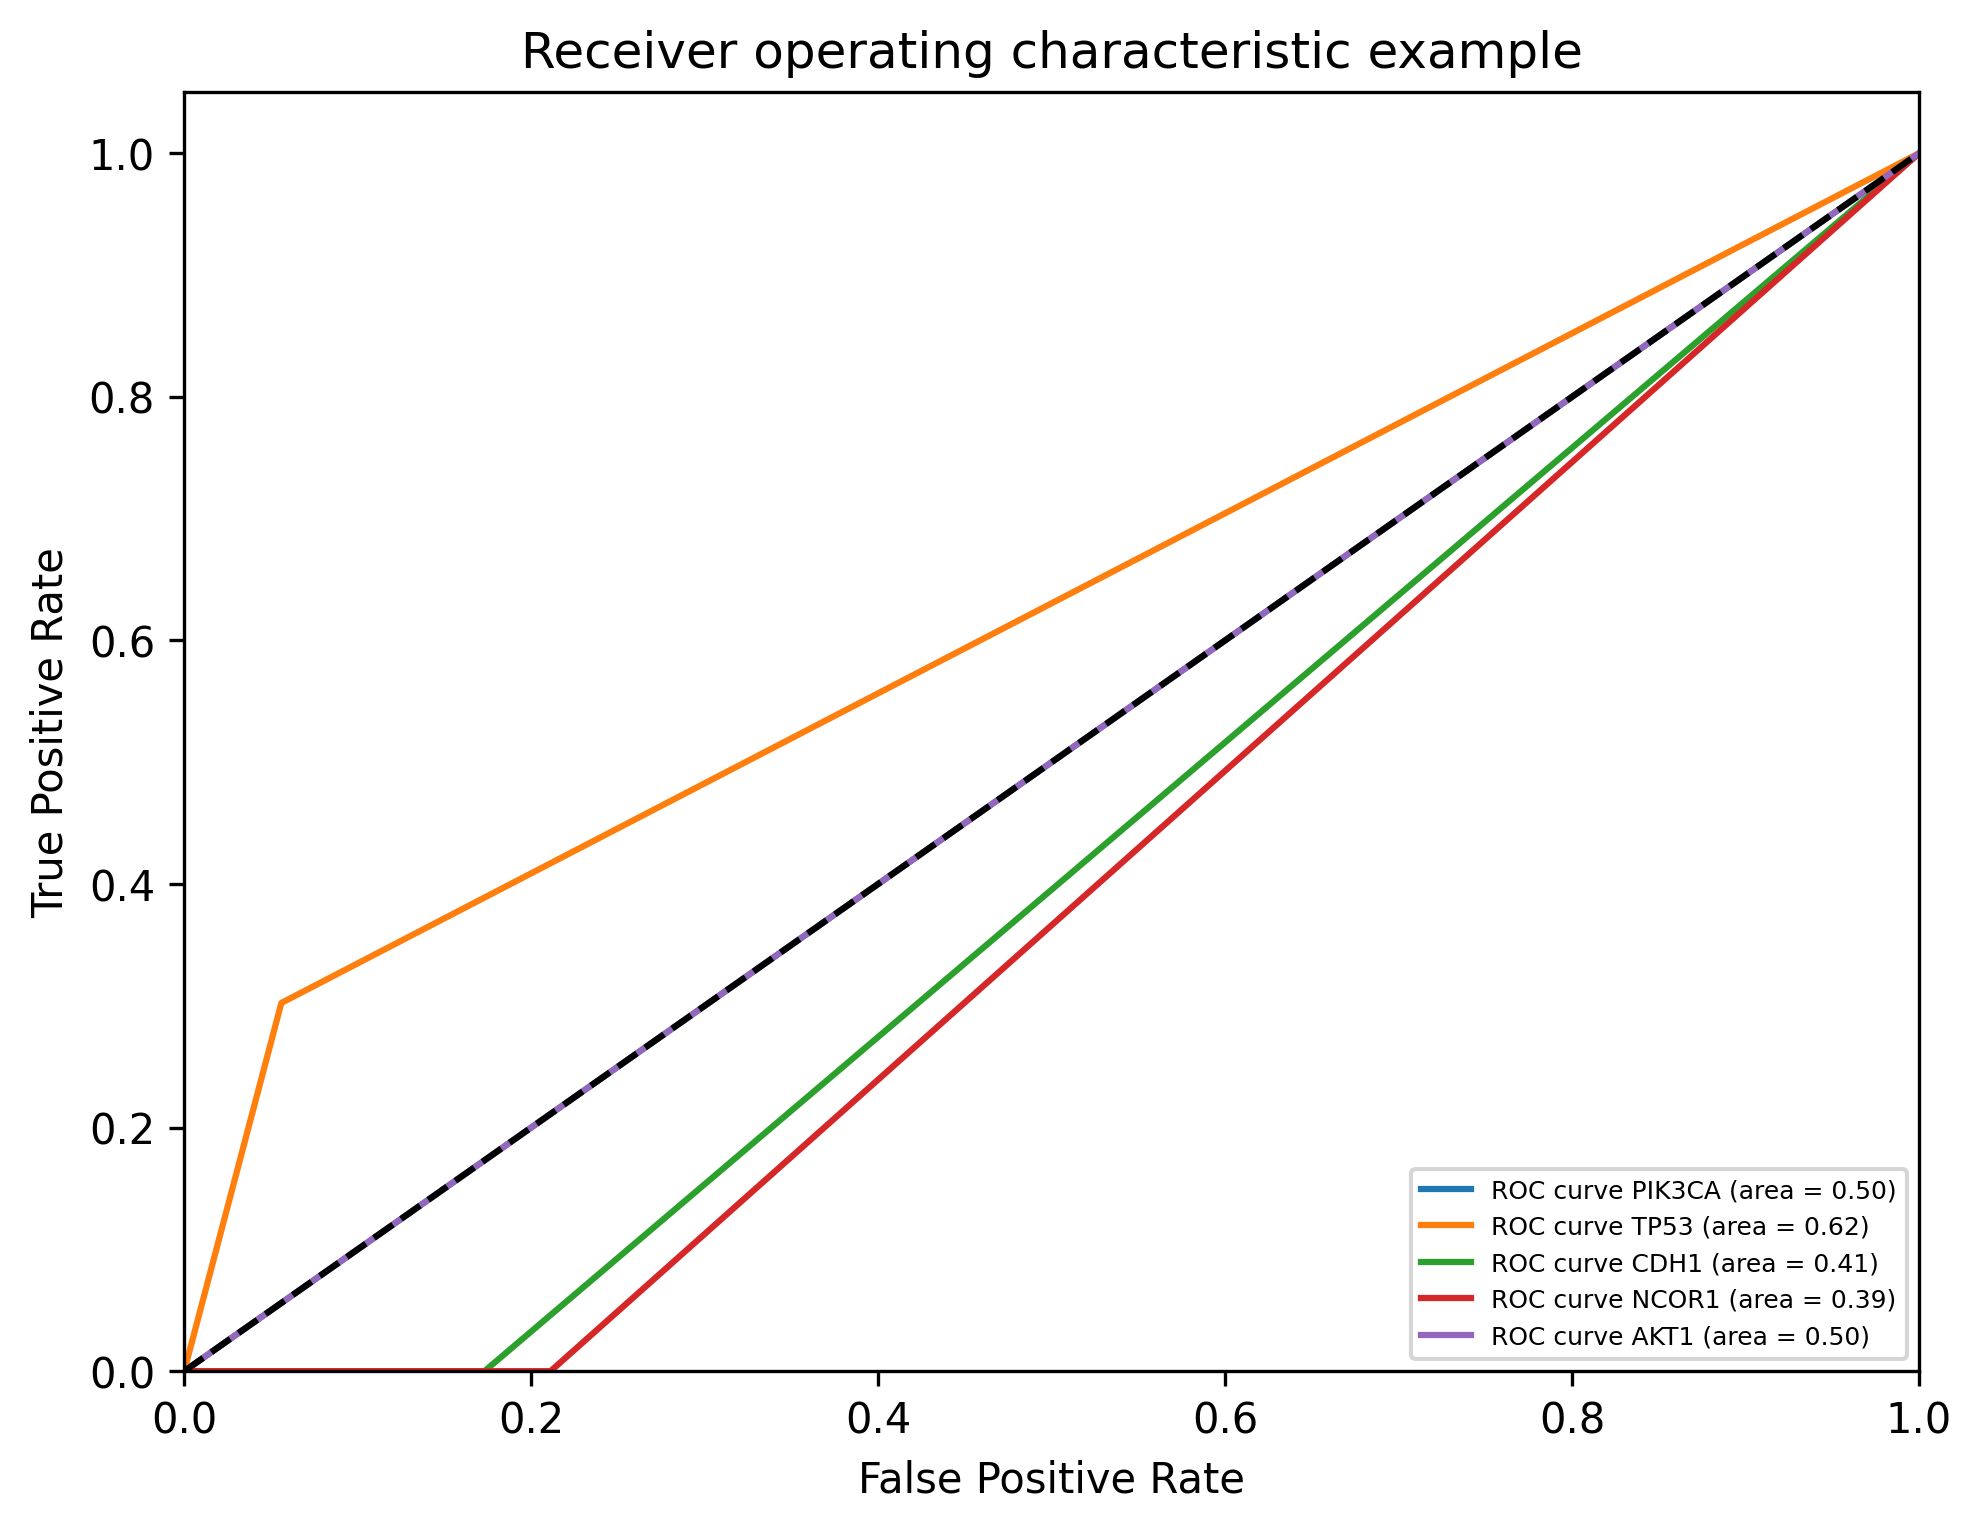 Receiver operating characteristic example
1.0
0.8
0.6
0.4
0.2
0.0
True Positive Rate
0.0 0.2 0.4 0.6 0.8 1.0
False Positive Rate
ROC curve PIK3CA (area = 0.50)
ROC curve TP53 (area = 0.62)
ROC curve CDH1 (area = 0.41)
ROC curve NCOR1 (area = 0.39)
ROC curve AKT1 (area = 0.50)